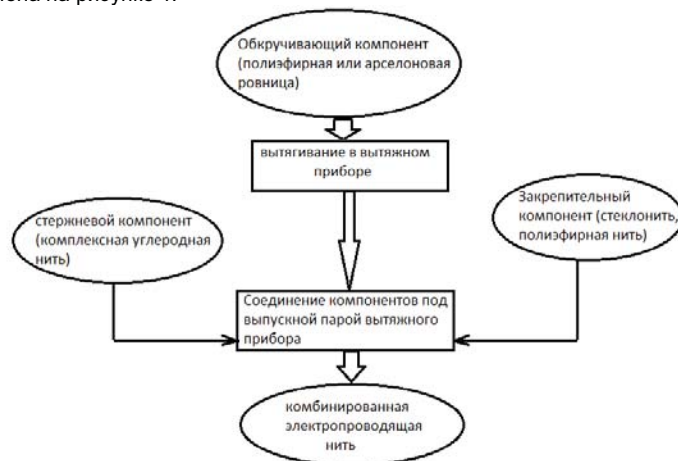 Обкручивающий компонент
(полиэфирная или арселоновая
ровница)
вытягивание в вытяжном
приборе
стержневой компонент
(комплексная углеродная
нить)
Закрепительный
компонент (стеклонить,
полиэфирная нить)
Соединение компонентов под
выпускной парой вытяжного
прибора
комбинированная
электропроводящая
нить